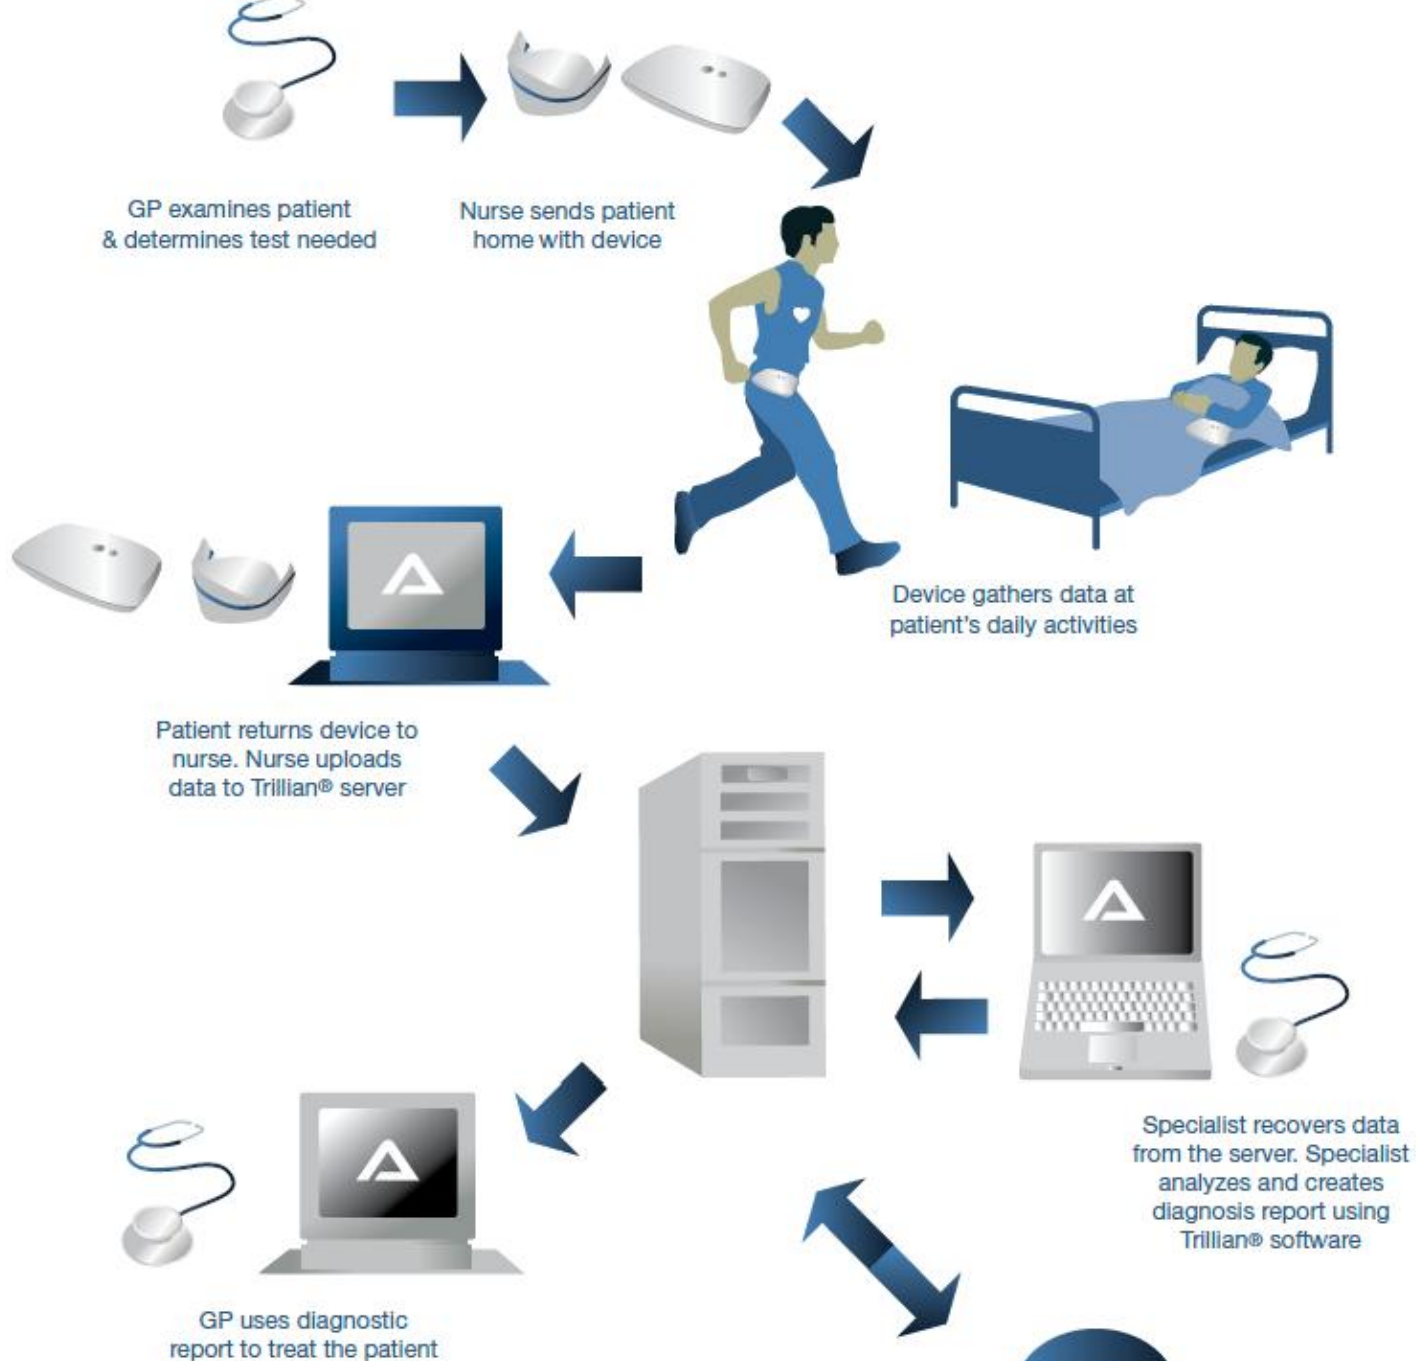 GP examines patient
& determines test needed
Nurse sends patient
home with device
Device gathers data at
patient's daily activities
Patient returns device to
nurse. Nurse uploads
data to Trillian® server
Specialist recovers data
from the server. Specialist
analyzes and creates
diagnosis report using
Trillian® software
GP uses diagnostic
report to treat the patient